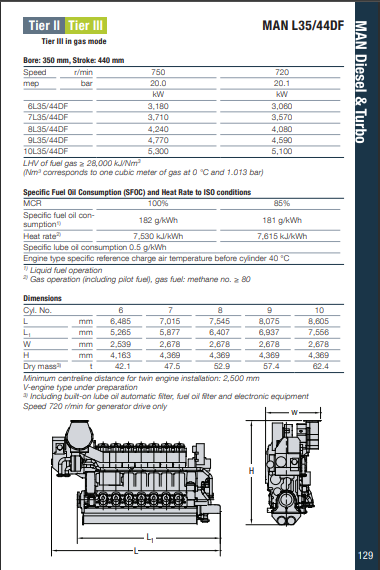 Tier II Tier III
MAN L35/44DF
Tier III in gas mode
MAN Diesel & Turbo
Bore: 350 mm, Stroke: 440 mm
Speed r/min 750 720
mep bar 20.0 20.1
kW kW
6L35/44DF 3,180 3,060
7L35/44DF 3,710 3,570
8L35/44DF 4,240 4,080
9L35/44DF 4,770 4,590
10L35/44DF 5,300 5,100
LHV of fuel gas ≥ 28,000 kJ/Nm³
(Nm³ corresponds to one cubic meter of gas at 0 °C and 1.013 bar)
Specific Fuel Oil Consumption (SFOC) and Heat Rate to ISO conditions
MCR 100% 85%
Specific fuel oil con-
sumption¹⁾ 182 g/kWh 181 g/kWh
Heat rate²⁾ 7,530 kJ/kWh 7,615 kJ/kWh
Specific lube oil consumption 0.5 g/kWh
Engine type specific reference charge air temperature before cylinder 40 °C
¹⁾ Liquid fuel operation
²⁾ Gas operation (including pilot fuel), gas fuel: methane no. ≥ 80
Dimensions
Cyl. No. 6 7 8 9 10
L mm 6,485 7,015 7,545 8,075 8,605
L₁ mm 5,265 5,877 6,407 6,937 7,556
W mm 2,539 2,678 2,678 2,678 2,678
H mm 4,163 4,369 4,369 4,369 4,369
Dry mass³⁾ t 42.1 47.5 52.9 57.4 62.4
Minimum centreline distance for twin engine installation: 2,500 mm
V-engine type under preparation
³⁾ Including built-on lube oil automatic filter, fuel oil filter and electronic equipment
Speed 720 r/min for generator drive only
W
H
L₁
L
129